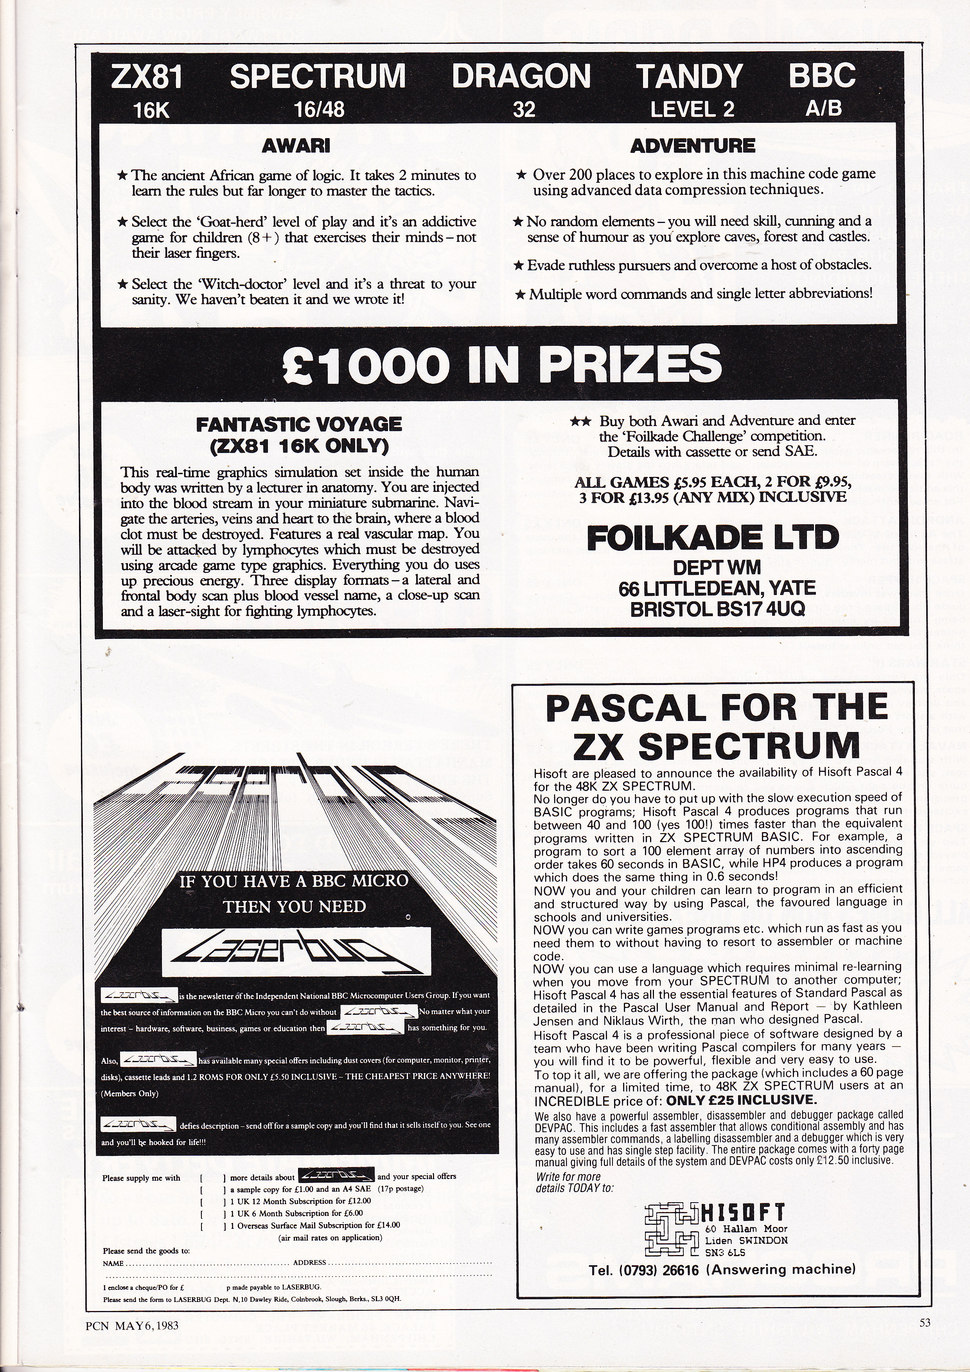 ZX81 SPECTRUM DRAGON TANDY BBC
16K 16/48 32 LEVEL 2 A/B
AWARI
★ The ancient African game of logic. It takes 2 minutes to
learn the rules but far longer to master the tactics.
★ Select the 'Goat-herd' level of play and it's an addictive
game for children (8+) that exercises their minds – not
their laser fingers.
★ Select the 'Witch-doctor' level and it's a threat to your
sanity. We haven't beaten it and we wrote it!
ADVENTURE
★ Over 200 places to explore in this machine code game
using advanced data compression techniques.
★ No random elements – you will need skill, cunning and a
sense of humour as you explore caves, forest and castles.
★ Evade ruthless pursuers and overcome a host of obstacles.
★ Multiple word commands and single letter abbreviations!
£1000 IN PRIZES
FANTASTIC VOYAGE
(ZX81 16K ONLY)
This real-time graphics simulation set inside the human
body was written by a lecturer in anatomy. You are injected
into the blood stream in your miniature submarine. Navi-
gate the arteries, veins and heart to the brain, where a blood
clot must be destroyed. Features a real vascular map. You
will be attacked by lymphocytes which must be destroyed
using arcade game type graphics. Everything you do uses
up precious energy. Three display formats – a lateral and
frontal body scan plus blood vessel name, a close-up scan
and a laser-sight for fighting lymphocytes.
★★ Buy both Awari and Adventure and enter
the 'Foilkade Challenge' competition.
Details with cassette or send SAE.
ALL GAMES £5.95 EACH, 2 FOR £9.95,
3 FOR £13.95 (ANY MIX) INCLUSIVE
FOILKADE LTD
DEPT WM
66 LITTLEDEAN, YATE
BRISTOL BS17 4UQ
Laserbug
IF YOU HAVE A BBC MICRO
THEN YOU NEED
Laserbug
Laserbug is the newsletter of the Independent National BBC Microcomputer Users Group. If you want
the best source of information on the BBC Micro you can't do without Laserbug No matter what your
interest – hardware, software, business, games or education then Laserbug has something for you.
Also, Laserbug has available many special offers including dust covers (for computer, monitor, printer,
disks), cassette leads and 1.2 ROMS FOR ONLY £5.50 INCLUSIVE – THE CHEAPEST PRICE ANYWHERE!
(Members Only)
Laserbug defies description – send off for a sample copy and you'll find that it sells itself to you. See one
and you'll be hooked for life!!!
Please supply me with [ ] more details about Laserbug and your special offers
[ ] a sample copy for £1.00 and an A4 SAE (17p postage)
[ ] 1 UK 12 Month Subscription for £12.00
[ ] 1 UK 6 Month Subscription for £6.00
[ ] 1 Overseas Surface Mail Subscription for £14.00
(air mail rates on application)
Please send the goods to:
NAME ........ ADDRESS ........
I enclose a cheque/PO for £ p made payable to LASERBUG.
Please send the form to LASERBUG Dept. N, 10 Dawley Ride, Colnbrook, Slough, Berks., SL3 0QH.
PASCAL FOR THE
ZX SPECTRUM
Hisoft are pleased to announce the availability of Hisoft Pascal 4
for the 48K ZX SPECTRUM.
No longer do you have to put up with the slow execution speed of
BASIC programs; Hisoft Pascal 4 produces programs that run
between 40 and 100 (yes 100!) times faster than the equivalent
programs written in ZX SPECTRUM BASIC. For example, a
program to sort a 100 element array of numbers into ascending
order takes 60 seconds in BASIC, while HP4 produces a program
which does the same thing in 0.6 seconds!
NOW you and your children can learn to program in an efficient
and structured way by using Pascal, the favoured language in
schools and universities.
NOW you can write games programs etc. which run as fast as you
need them to without having to resort to assembler or machine
code.
NOW you can use a language which requires minimal re-learning
when you move from your SPECTRUM to another computer;
Hisoft Pascal 4 has all the essential features of Standard Pascal as
detailed in the Pascal User Manual and Report — by Kathleen
Jensen and Niklaus Wirth, the man who designed Pascal.
Hisoft Pascal 4 is a professional piece of software designed by a
team who have been writing Pascal compilers for many years —
you will find it to be powerful, flexible and very easy to use.
To top it all, we are offering the package (which includes a 60 page
manual), for a limited time, to 48K ZX SPECTRUM users at an
INCREDIBLE price of: ONLY £25 INCLUSIVE.
We also have a powerful assembler, disassembler and debugger package called
DEVPAC. This includes a fast assembler that allows conditional assembly and has
many assembler commands, a labelling disassembler and a debugger which is very
easy to use and has single step facility. The entire package comes with a forty page
manual giving full details of the system and DEVPAC costs only £12.50 inclusive.
Write for more
details TODAY to:
HISOFT
60 Hallam Moor
Liden SWINDON
SN3 6LS
Tel. (0793) 26616 (Answering machine)
PCN MAY 6, 1983
53